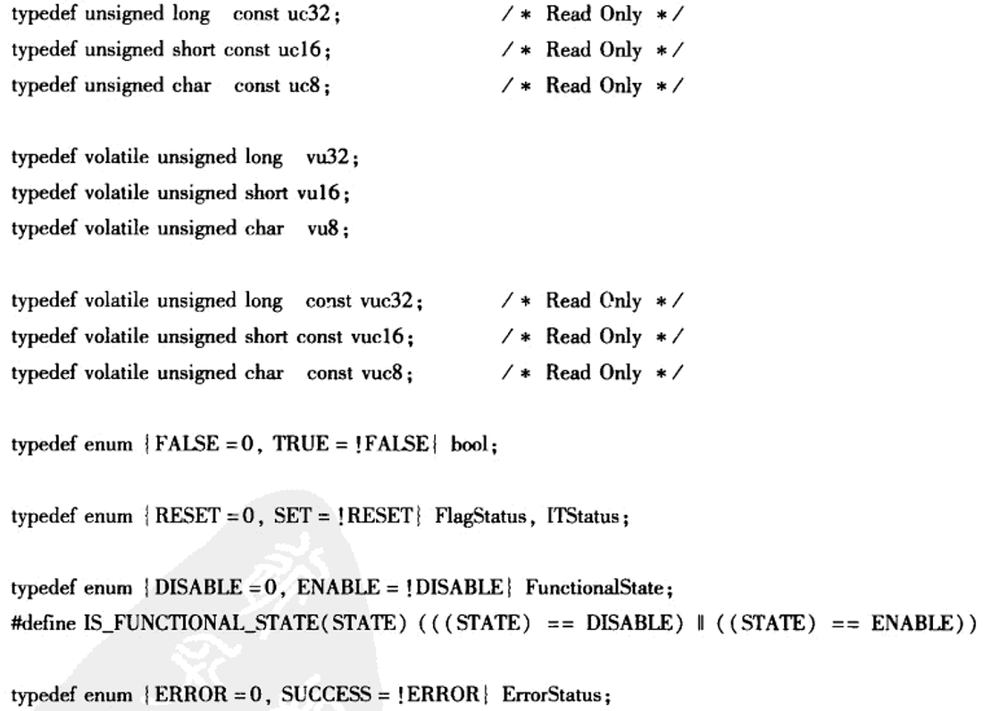 typedef unsigned long const uc32; /* Read Only */
typedef unsigned short const uc16; /* Read Only */
typedef unsigned char const uc8; /* Read Only */
typedef volatile unsigned long vu32;
typedef volatile unsigned short vu16;
typedef volatile unsigned char vu8;
typedef volatile unsigned long const vuc32; /* Read Only */
typedef volatile unsigned short const vuc16; /* Read Only */
typedef volatile unsigned char const vuc8; /* Read Only */
typedef enum {FALSE =0, TRUE = !FALSE} bool;
typedef enum {RESET =0, SET = !RESET} FlagStatus, ITStatus;
typedef enum {DISABLE =0, ENABLE = !DISABLE} FunctionalState;
#define IS_FUNCTIONAL_STATE(STATE) (((STATE) == DISABLE) || ((STATE) == ENABLE))
typedef enum {ERROR =0, SUCCESS = !ERROR} ErrorStatus;